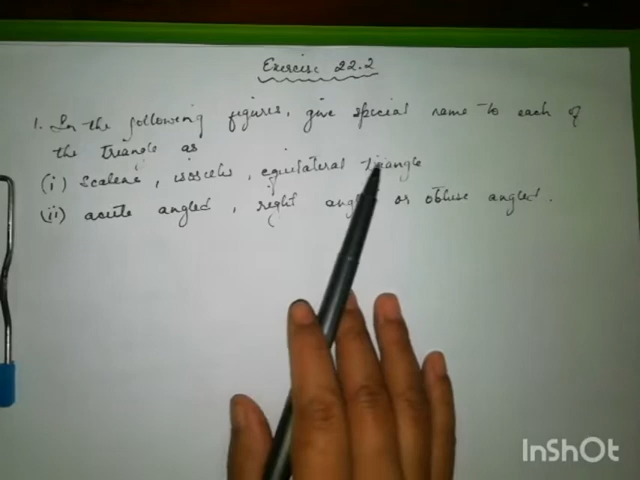 Exercise 22.2
1. In the following figures, give special name to each of
the triangle as
(i) Scalene, isosceles, equilateral triangle
(ii) acute angled, right or obtuse angled.
InShOt